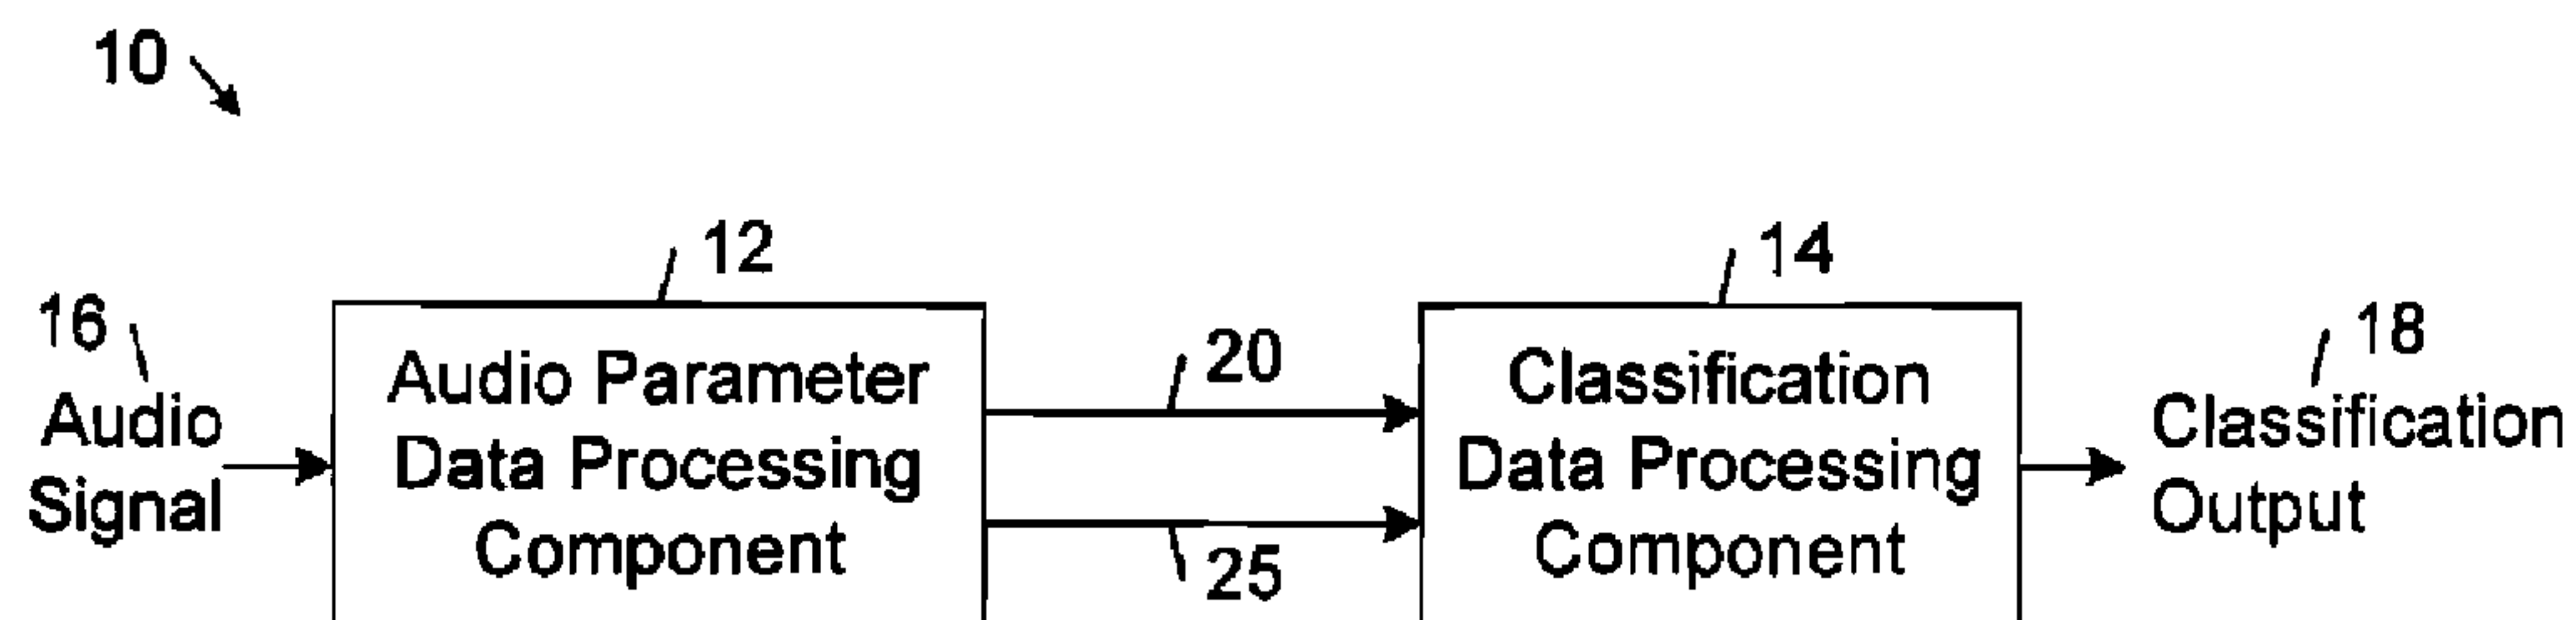 10
12
14
16
18
Audio Parameter
Data Processing
Component
20
25
Classification
Data Processing
Component
Audio
Signal
Classification
Output